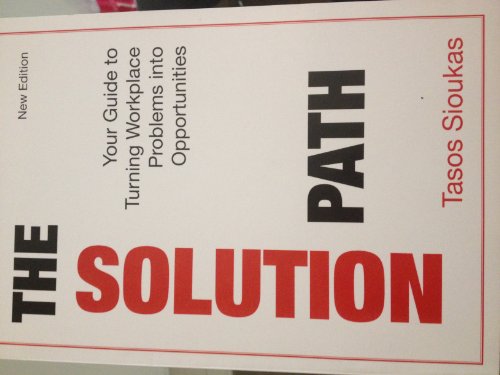 New Edition
THE
SOLUTION
PATH
Your Guide to
Turning Workplace
Problems into
Opportunities
Tasos Sioukas